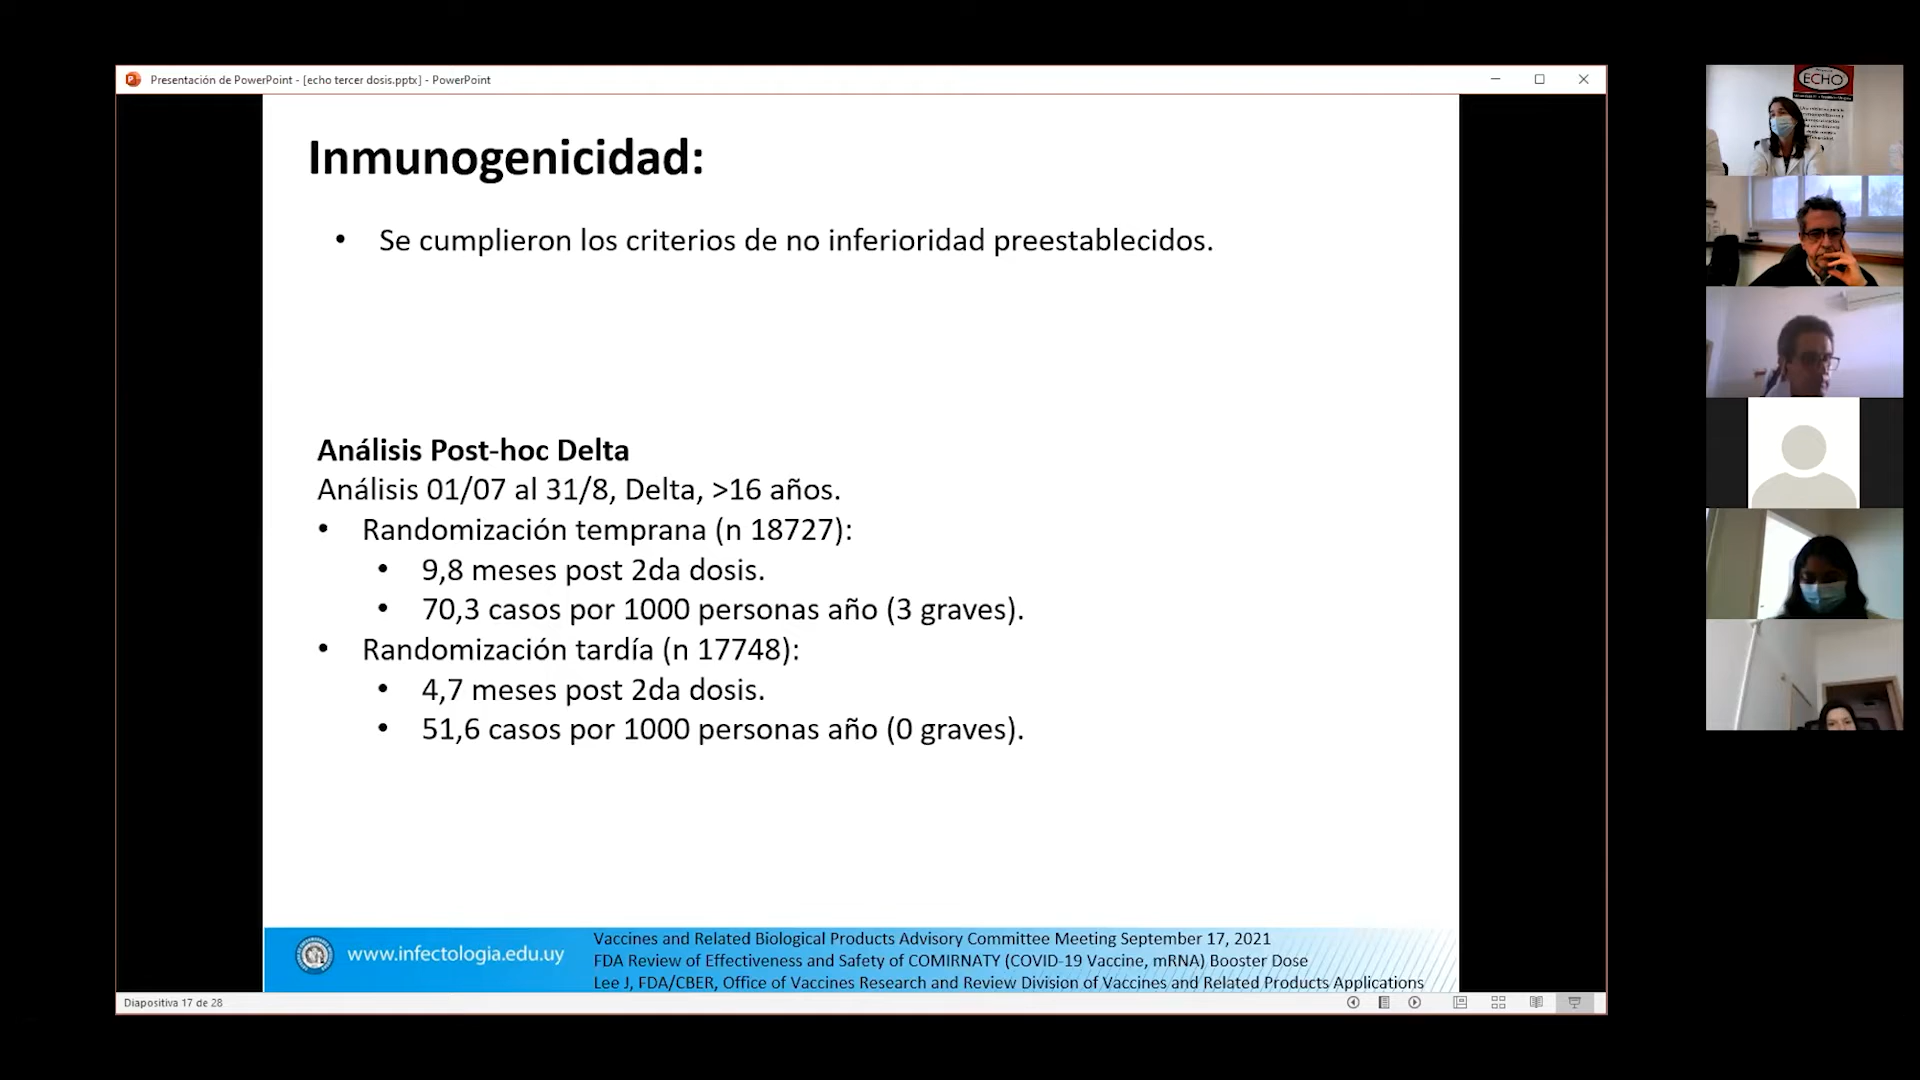 Presentación de PowerPoint - [echo tercer dosis.pptx] - PowerPoint
Inmunogenicidad:
• Se cumplieron los criterios de no inferioridad preestablecidos.
Análisis Post-hoc Delta
Análisis 01/07 al 31/8, Delta, >16 años.
• Randomización temprana (n 18727):
• 9,8 meses post 2da dosis.
• 70,3 casos por 1000 personas año (3 graves).
• Randomización tardía (n 17748):
• 4,7 meses post 2da dosis.
• 51,6 casos por 1000 personas año (0 graves).
www.infectologia.edu.uy
Vaccines and Related Biological Products Advisory Committee Meeting September 17, 2021
FDA Review of Effectiveness and Safety of COMIRNATY (COVID-19 Vaccine, mRNA) Booster Dose
Lee J, FDA/CBER, Office of Vaccines Research and Review Division of Vaccines and Related Products Applications
Diapositiva 17 de 28
ECHO